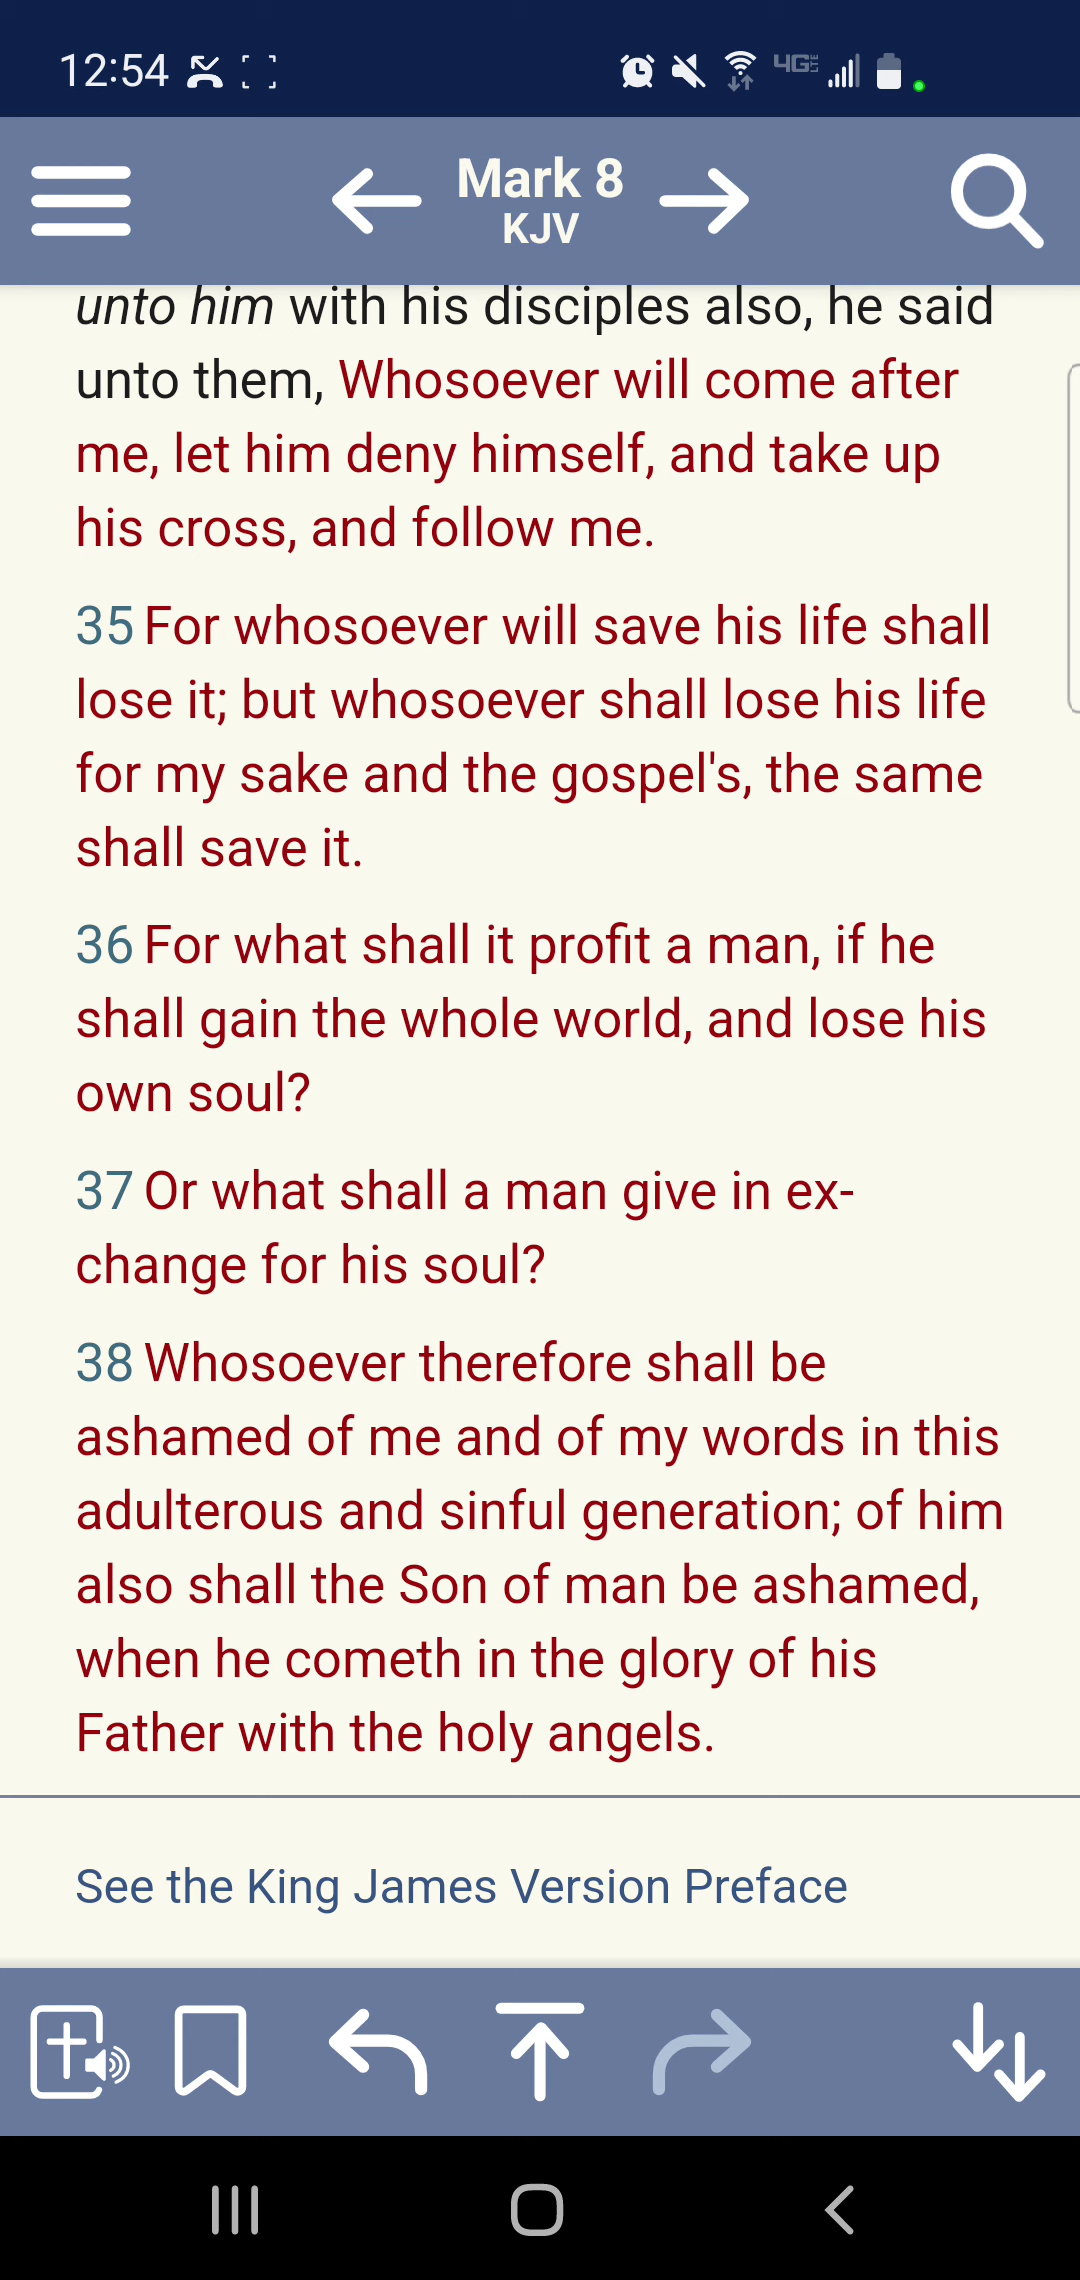 12:54
4G LTE
Mark 8
KJV
unto him with his disciples also, he said
unto them, Whosoever will come after
me, let him deny himself, and take up
his cross, and follow me.
35 For whosoever will save his life shall
lose it; but whosoever shall lose his life
for my sake and the gospel's, the same
shall save it.
36 For what shall it profit a man, if he
shall gain the whole world, and lose his
own soul?
37 Or what shall a man give in ex-
change for his soul?
38 Whosoever therefore shall be
ashamed of me and of my words in this
adulterous and sinful generation; of him
also shall the Son of man be ashamed,
when he cometh in the glory of his
Father with the holy angels.
See the King James Version Preface